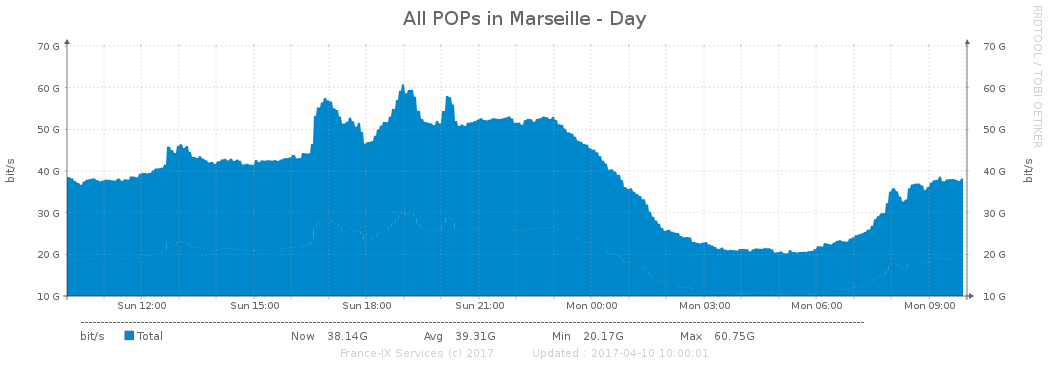 All POPs in Marseille - Day
RRDTOOL / TOBI OETIKER
bit/s
70 G 70 G
60 G 60 G
50 G 50 G
40 G 40 G
30 G 30 G
20 G 20 G
10 G 10 G
bit/s
Sun 12:00 Sun 15:00 Sun 18:00 Sun 21:00 Mon 00:00 Mon 03:00 Mon 06:00 Mon 09:00
bit/s Total Now 38.14G Avg 39.31G Min 20.17G Max 60.75G
France-IX Services (c) 2017 Updated : 2017-04-10 10:00:01